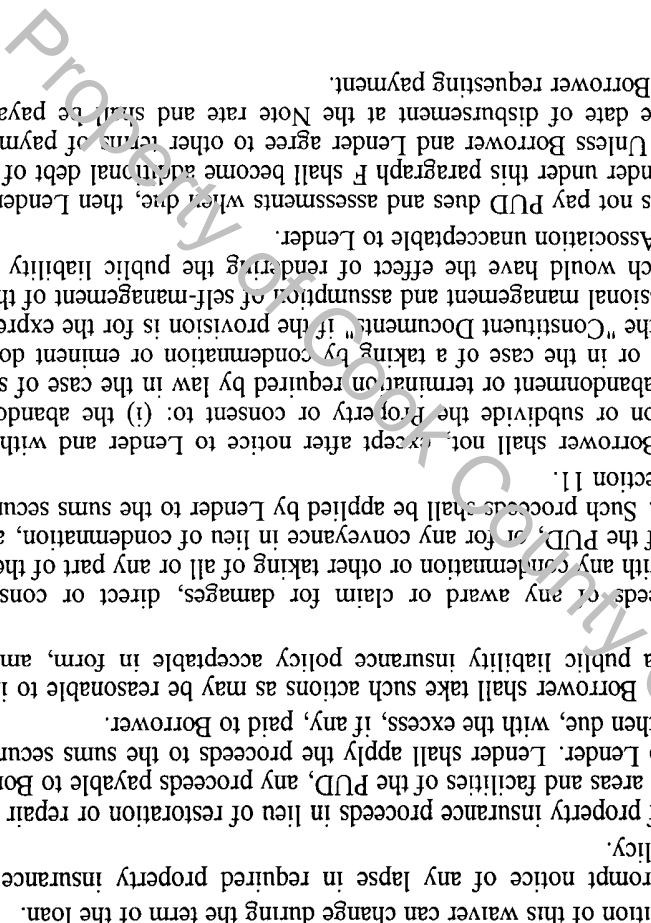 ition of this waiver can change during the term of the loan.
rompt notice of any lapse in required property insurance
licy.
f property insurance proceeds in lieu of restoration or repair
areas and facilities of the PUD, any proceeds payable to Bor
o Lender. Lender shall apply the proceeds to the sums secur
hen due, with the excess, if any, paid to Borrower.
Borrower shall take such actions as may be reasonable to i
a public liability insurance policy acceptable in form, am
eeds of any award or claim for damages, direct or cons
ith any condemnation or other taking of all or any part of the
f the PUD, or for any conveyance in lieu of condemnation, a
. Such proceeds shall be applied by Lender to the sums secu
ection 11.
Borrower shall not, except after notice to Lender and with
on or subdivide the Property or consent to: (i) the abando
abandonment or termination required by law in the case of s
or in the case of a taking by condemnation or eminent do
the "Constituent Documents" if the provision is for the expre
ssional management and assumption of self-management of th
ch would have the effect of rendering the public liability
Association unacceptable to Lender.
s not pay PUD dues and assessments when due, then Lender
nder under this paragraph F shall become additional debt of
Unless Borrower and Lender agree to other terms of paym
e date of disbursement at the Note rate and shall be paya
Borrower requesting payment.
Property of Cook County C